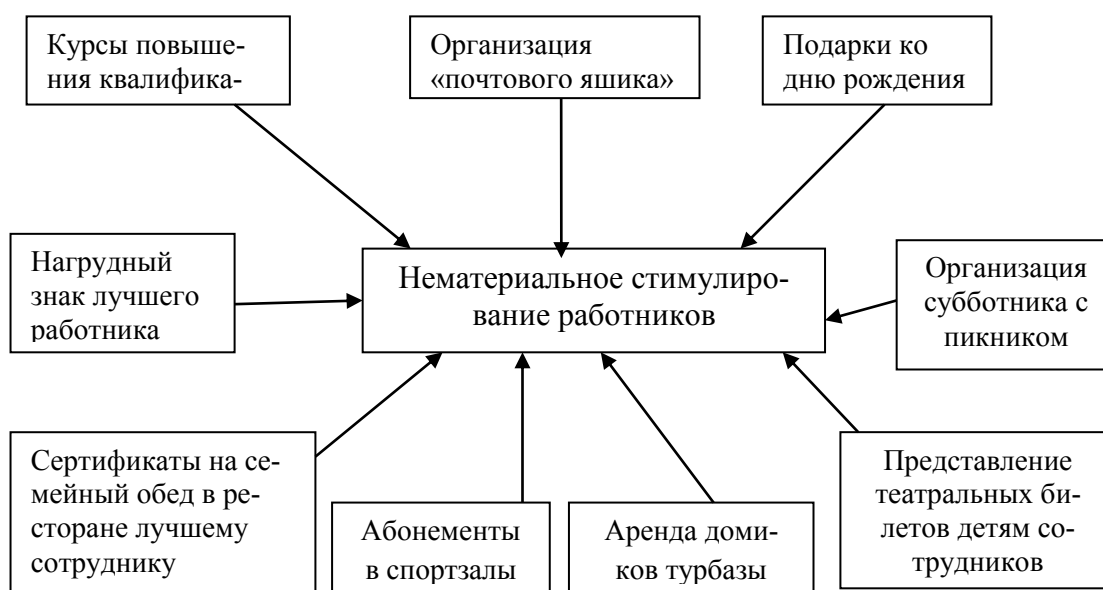 Курсы повыше-
ния квалифика-
Организация
«почтового яшика»
Подарки ко
дню рождения
Нагрудный
знак лучшего
работника
Нематериальное стимулиро-
вание работников
Организация
субботника с
пикником
Сертификаты на се-
мейный обед в ре-
сторане лучшему
сотруднику
Абонементы
в спортзалы
Аренда доми-
ков турбазы
Представление
театральных би-
летов детям со-
трудников